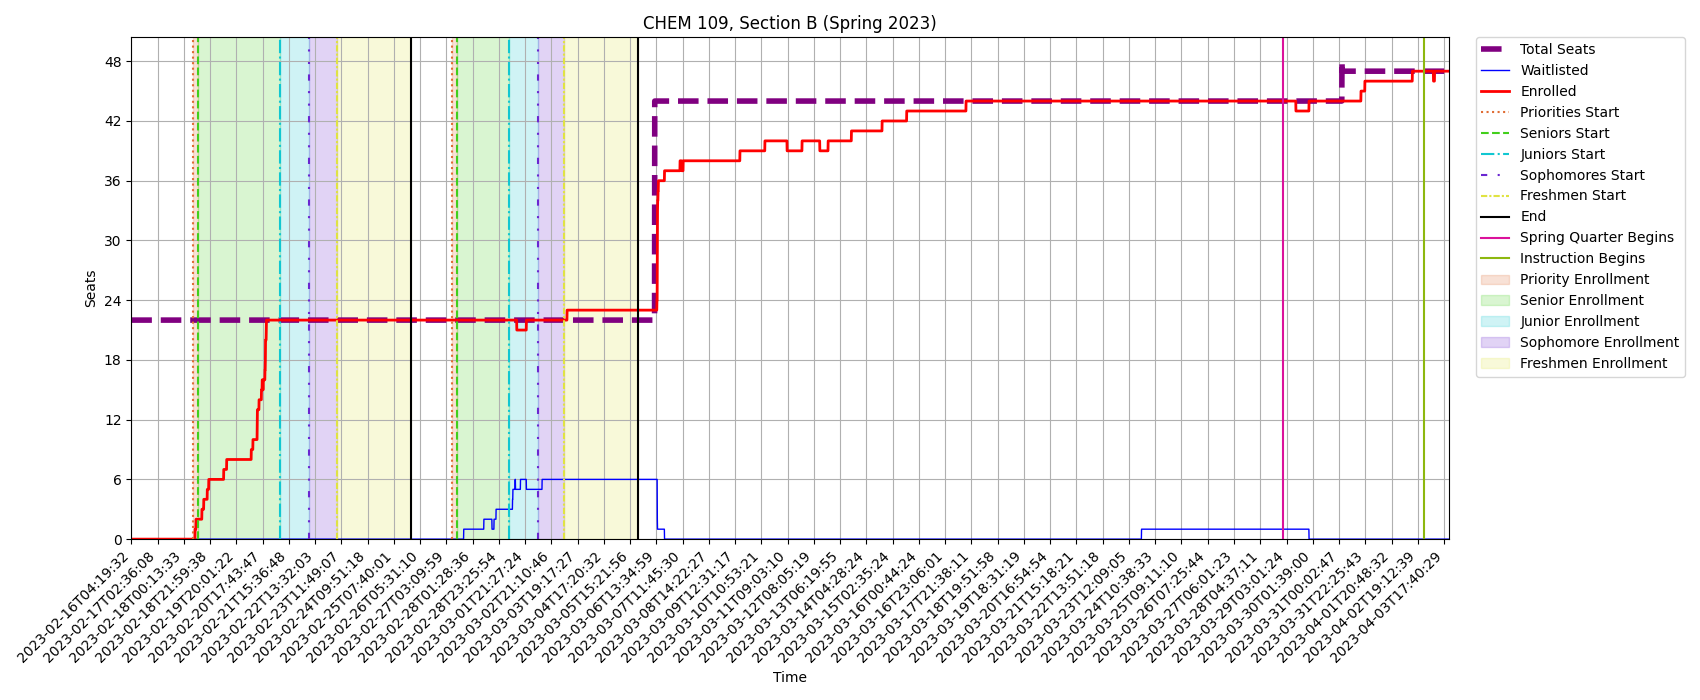 CHEM 109, Section B (Spring 2023)
Seats
48
42
36
30
24
18
12
6
0
Total Seats
Waitlisted
Enrolled
Priorities Start
Seniors Start
Juniors Start
Sophomores Start
Freshmen Start
End
Spring Quarter Begins
Instruction Begins
Priority Enrollment
Senior Enrollment
Junior Enrollment
Sophomore Enrollment
Freshmen Enrollment
2023-02-16T04:19:32
2023-02-17T02:36:08
2023-02-18T00:13:33
2023-02-18T21:59:38
2023-02-19T20:01:22
2023-02-20T17:43:47
2023-02-21T15:36:48
2023-02-22T13:32:03
2023-02-23T11:49:07
2023-02-24T09:51:18
2023-02-25T07:40:01
2023-02-26T05:31:10
2023-02-27T03:09:59
2023-02-28T01:28:36
2023-02-28T23:25:54
2023-03-01T21:27:24
2023-03-02T21:10:46
2023-03-03T19:17:27
2023-03-04T17:20:32
2023-03-05T15:21:56
2023-03-06T13:34:59
2023-03-07T11:45:30
2023-03-08T14:22:27
2023-03-09T12:31:17
2023-03-10T10:53:21
2023-03-11T09:03:10
2023-03-12T08:05:19
2023-03-13T06:19:55
2023-03-14T04:28:24
2023-03-15T02:35:24
2023-03-16T00:44:24
2023-03-16T23:06:01
2023-03-17T21:38:11
2023-03-18T19:51:58
2023-03-19T18:31:19
2023-03-20T16:54:54
2023-03-21T15:18:21
2023-03-22T13:51:18
2023-03-23T12:09:05
2023-03-24T10:38:33
2023-03-25T09:11:10
2023-03-26T07:25:44
2023-03-27T06:01:23
2023-03-28T04:37:11
2023-03-29T03:01:24
2023-03-30T01:39:00
2023-03-31T00:02:47
2023-03-31T22:25:43
2023-04-01T20:48:32
2023-04-02T19:12:39
2023-04-03T17:40:29
Time